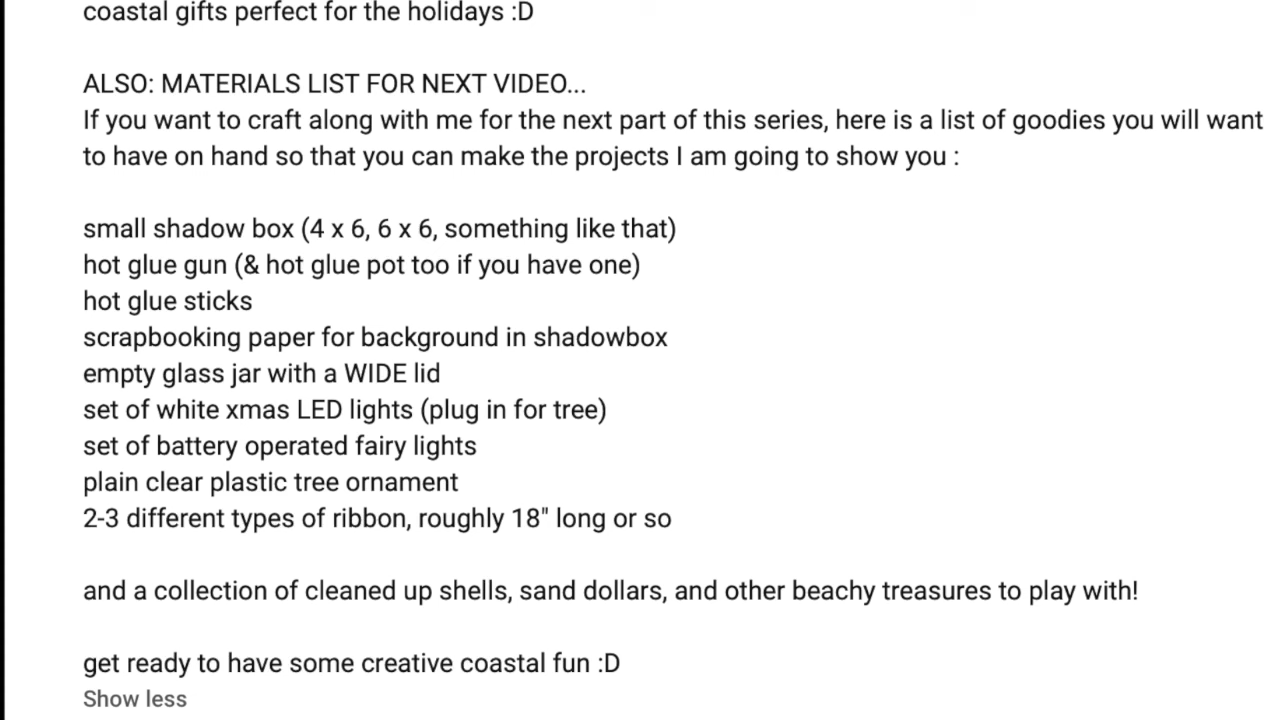 coastal gifts perfect for the holidays :D
ALSO: MATERIALS LIST FOR NEXT VIDEO...
If you want to craft along with me for the next part of this series, here is a list of goodies you will want
to have on hand so that you can make the projects I am going to show you :
small shadow box (4 x 6, 6 x 6, something like that)
hot glue gun (& hot glue pot too if you have one)
hot glue sticks
scrapbooking paper for background in shadowbox
empty glass jar with a WIDE lid
set of white xmas LED lights (plug in for tree)
set of battery operated fairy lights
plain clear plastic tree ornament
2-3 different types of ribbon, roughly 18" long or so
and a collection of cleaned up shells, sand dollars, and other beachy treasures to play with!
get ready to have some creative coastal fun :D
Show less